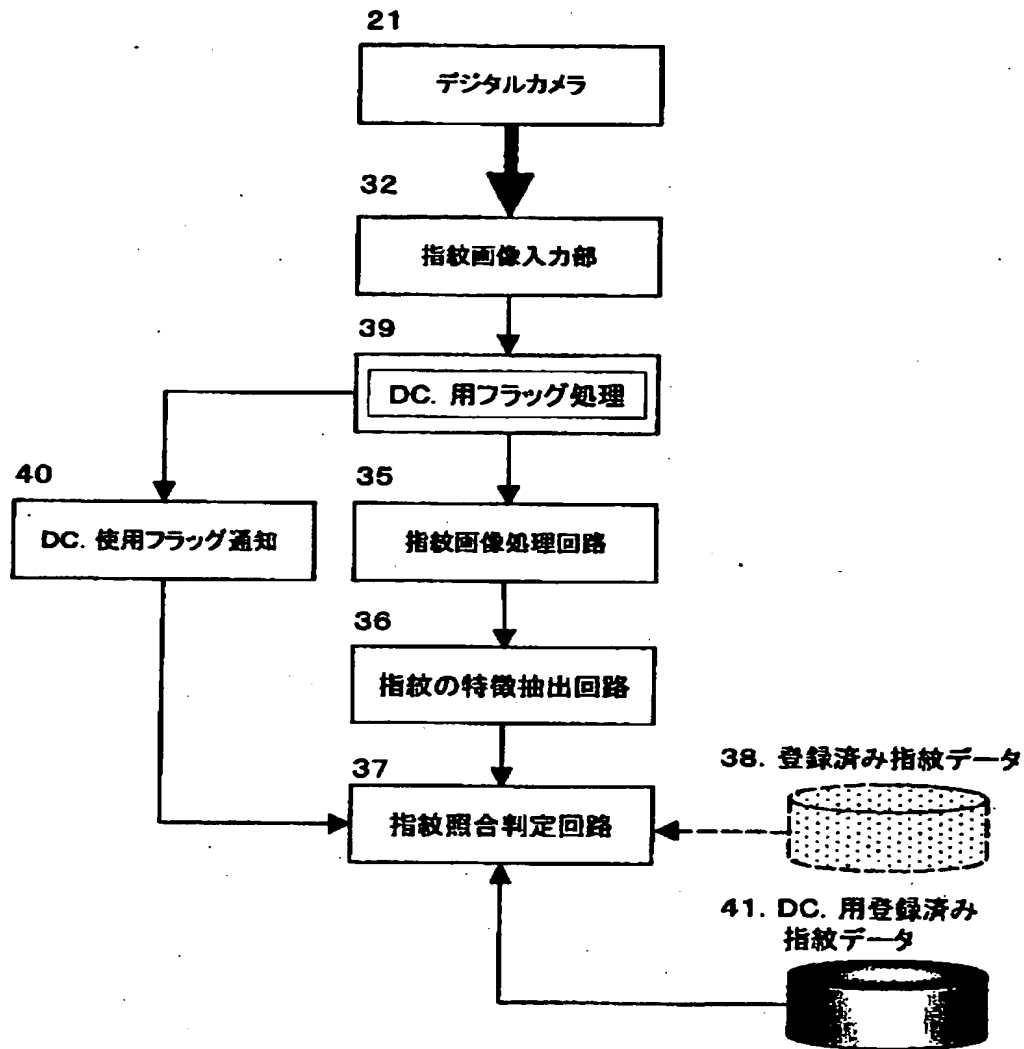 21
デジタルカメラ
32
指紋画像入力部
39
DC. 用フラッグ処理
40
DC. 使用フラッグ通知
35
指紋画像処理回路
36
指紋の特徴抽出回路
37
指紋照合判定回路
38. 登録済み指紋データ
41. DC. 用登録済み
指紋データ